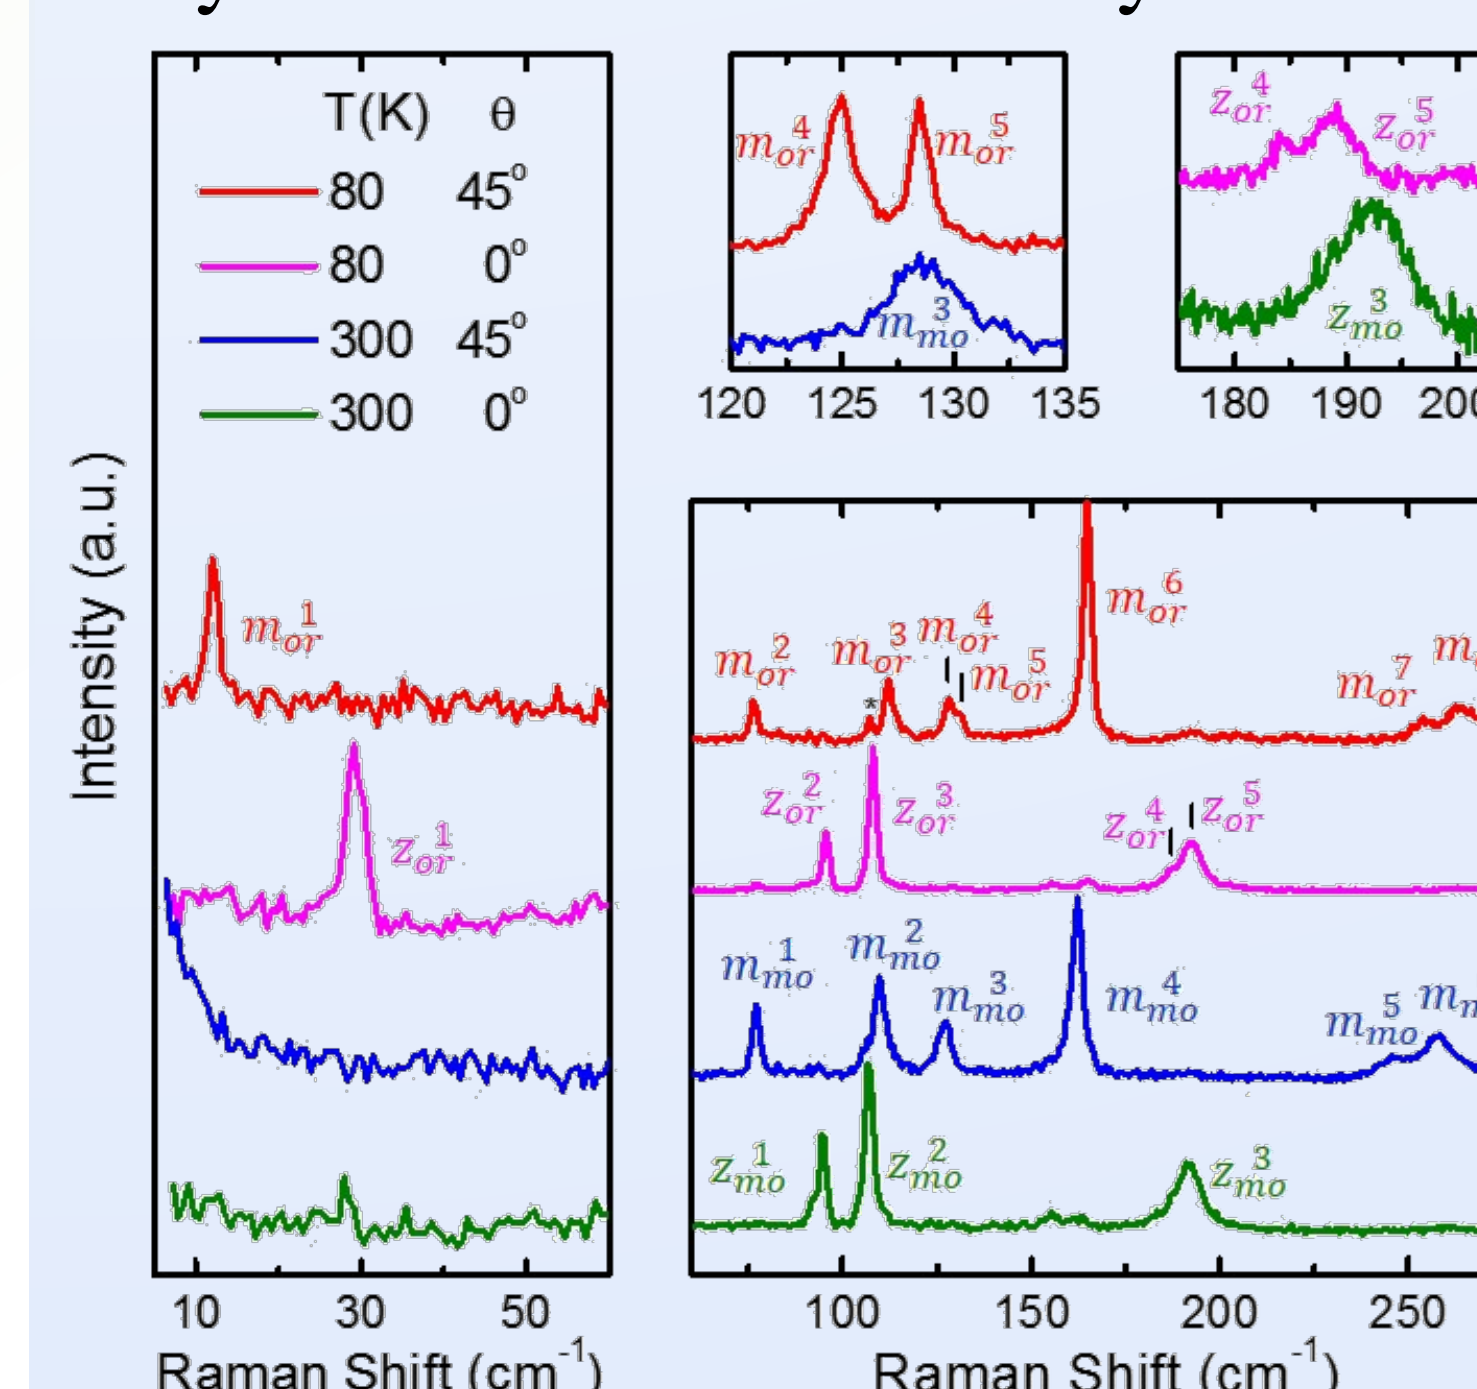 T(K) θ
80 45°
80 0°
300 45°
300 0°
Intensity (a.u.)
m_or^1
z_or^1
10 30 50
Raman Shift (cm⁻¹)
m_or^4 m_or^5
m_mo^3
120 125 130 135
z_or^4 z_or^5
z_mo^3
180 190 200
m_or^2 m_or^3 m_or^4 m_or^5 m_or^6 m_or^7
*
z_or^2 z_or^3 z_or^4 z_or^5
m_mo^1 m_mo^2 m_mo^3 m_mo^4 m_mo^5
z_mo^1 z_mo^2 z_mo^3
100 150 200 250
Raman Shift (cm⁻¹)